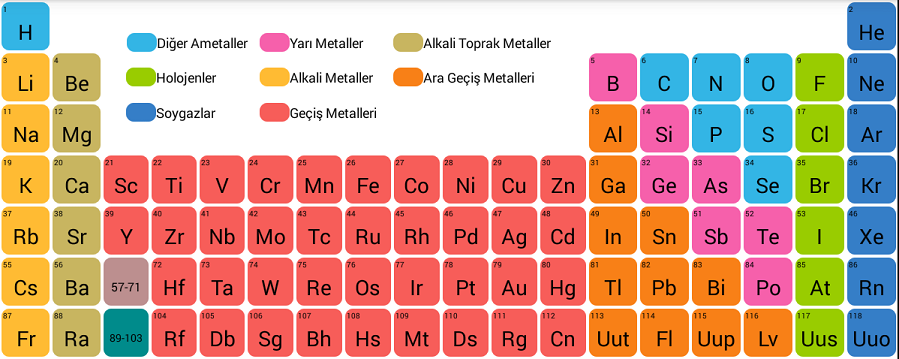 1 2
H He
Diğer Ametaller Yarı Metaller Alkali Toprak Metaller
Holojenler Alkali Metaller Ara Geçiş Metalleri
Soygazlar Geçiş Metalleri
3 4 5 6 7 8 9 10
Li Be B C N O F Ne
11 12 13 14 15 16 17 18
Na Mg Al Si P S Cl Ar
19 20 21 22 23 24 25 26 27 28 29 30 31 32 33 34 35 36
K Ca Sc Ti V Cr Mn Fe Co Ni Cu Zn Ga Ge As Se Br Kr
37 38 39 40 41 42 43 44 45 46 47 48 49 50 51 52 53 46
Rb Sr Y Zr Nb Mo Tc Ru Rh Pd Ag Cd In Sn Sb Te I Xe
55 56 72 73 74 75 76 77 78 79 80 81 82 83 84 85 86
Cs Ba 57-71 Hf Ta W Re Os Ir Pt Au Hg Tl Pb Bi Po At Rn
87 88 104 105 106 107 108 109 110 111 112 113 114 115 116 117 118
Fr Ra 89-103 Rf Db Sg Bh Hs Mt Ds Rg Cn Uut Fl Uup Lv Uus Uuo